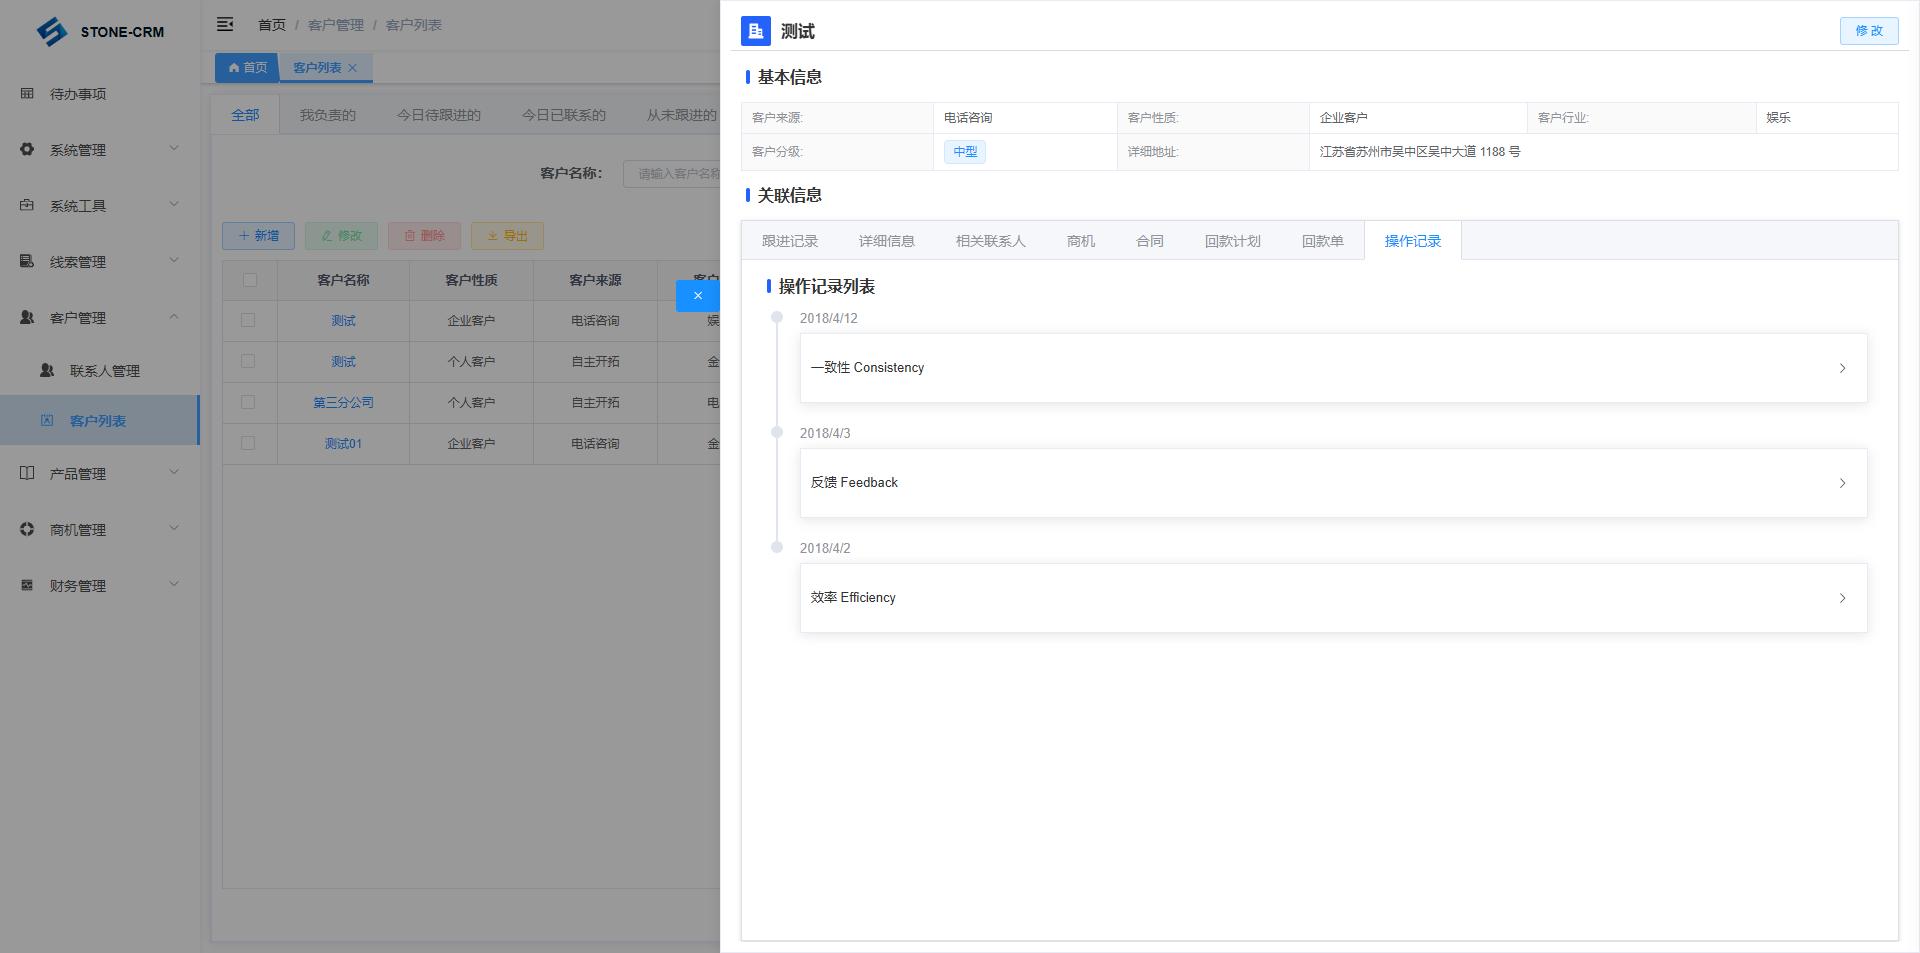 STONE-CRM
待办事项
系统管理
系统工具
线索管理
客户管理
联系人管理
客户列表
产品管理
商机管理
财务管理
首页 / 客户管理 / 客户列表
首页
客户列表
全部
我负责的
今日待跟进的
今日已联系的
从未跟进的
客户名称：
请输入客户名称
新增
修改
删除
导出
客户名称 客户性质 客户来源 客户
测试 企业客户 电话咨询 娱
测试 个人客户 自主开拓 金
第三分公司 个人客户 自主开拓 电
测试01 企业客户 电话咨询 金
测试
修 改
基本信息
客户来源: 电话咨询 客户性质: 企业客户 客户行业: 娱乐
客户分级: 中型 详细地址: 江苏省苏州市吴中区吴中大道 1188 号
关联信息
跟进记录 详细信息 相关联系人 商机 合同 回款计划 回款单 操作记录
操作记录列表
2018/4/12
一致性 Consistency
2018/4/3
反馈 Feedback
2018/4/2
效率 Efficiency